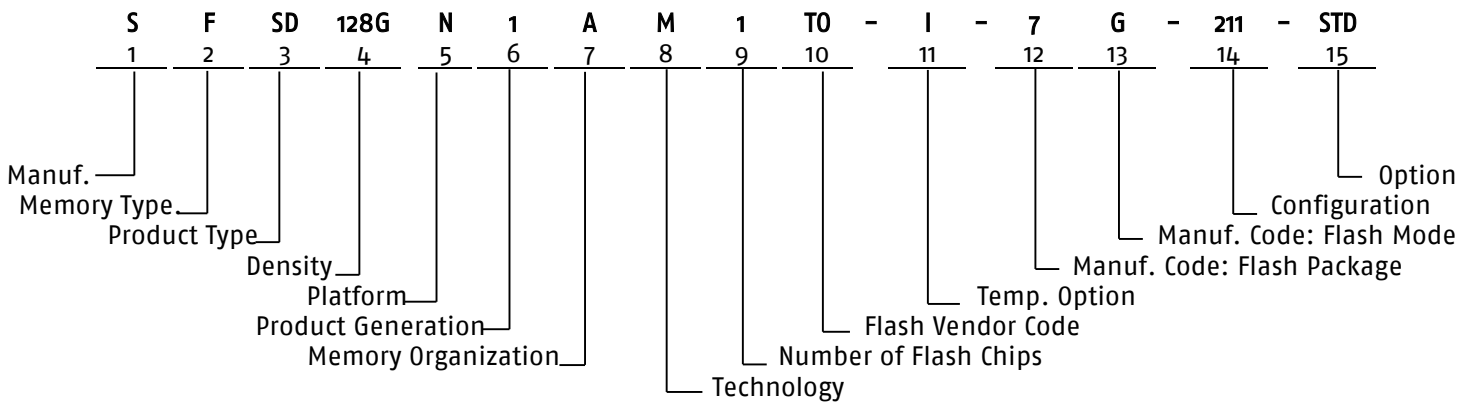 S F SD 128G N 1 A M 1 TO - I - 7 G - 211 - STD
1 2 3 4 5 6 7 8 9 10 11 12 13 14 15
Manuf. Option
Memory Type. Configuration
Product Type Manuf. Code: Flash Mode
Density Manuf. Code: Flash Package
Platform Temp. Option
Product Generation Flash Vendor Code
Memory Organization Number of Flash Chips
Technology